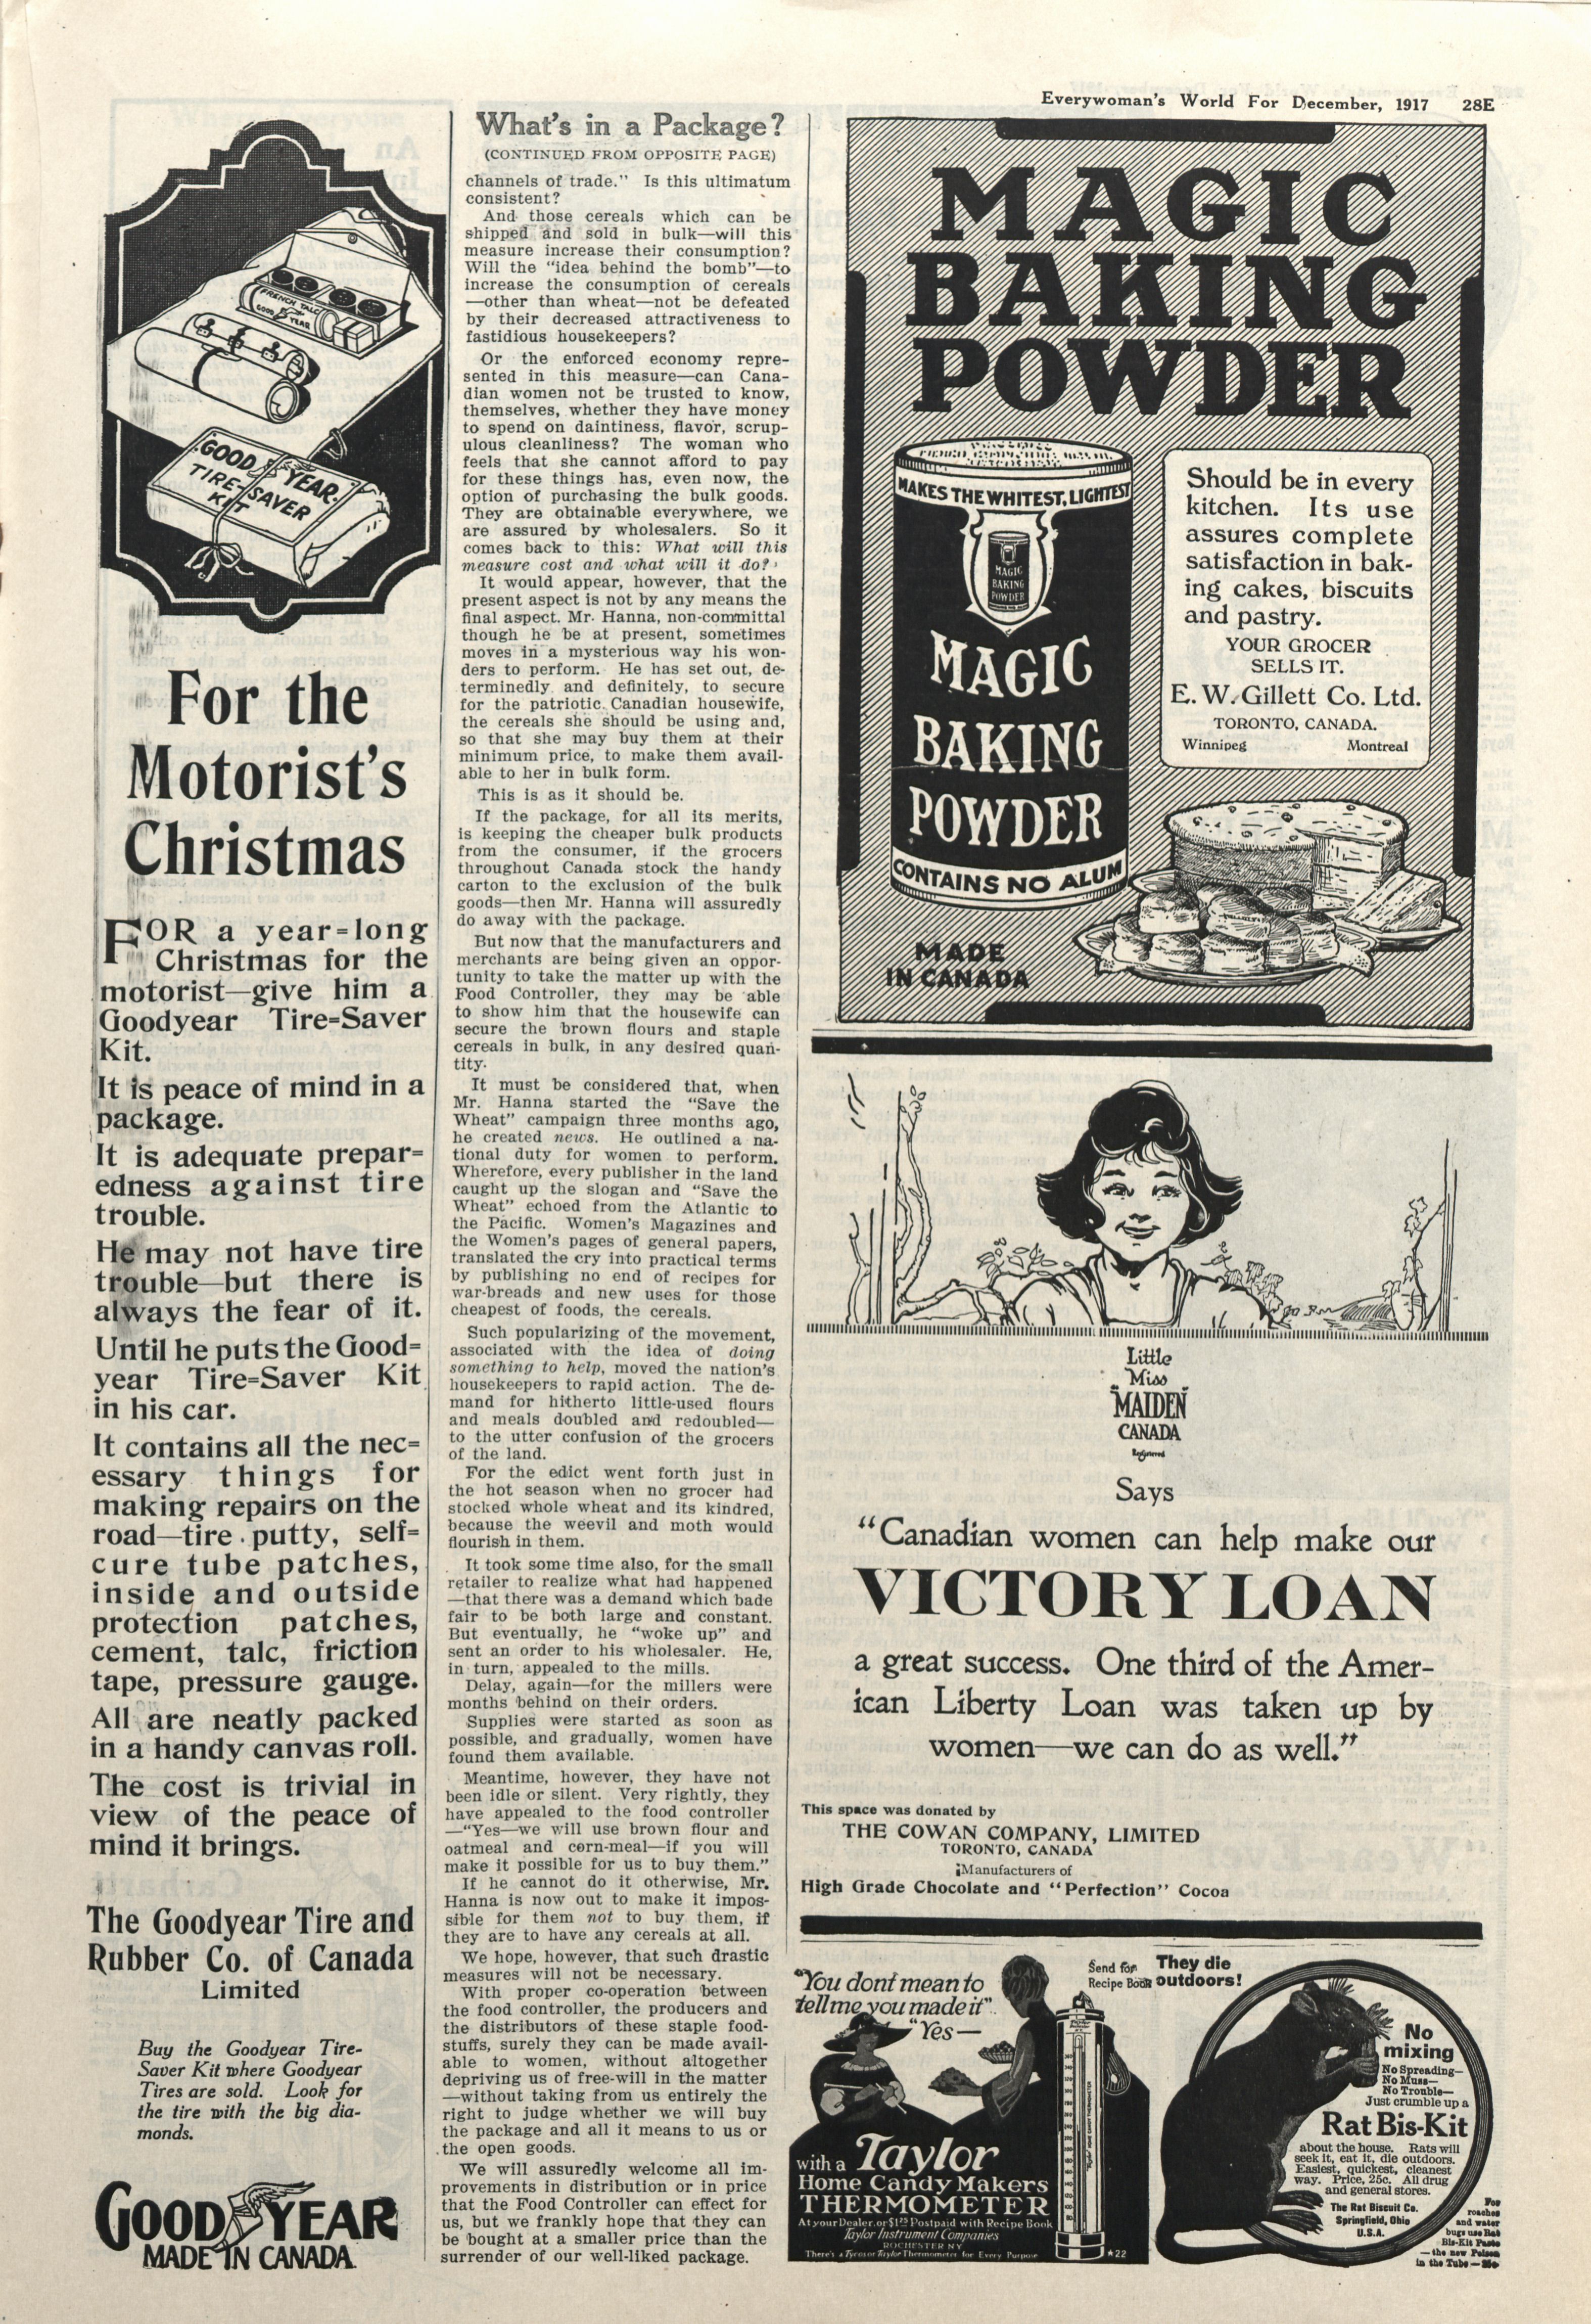 Everywoman's World For December, 1917 28E
FRENCH TALC
GOOD YEAR
GOOD YEAR
TIRE-SAVER
KIT
For the
Motorist's
Christmas
FOR a year=long
Christmas for the
motorist—give him a
Goodyear Tire=Saver
Kit.
It is peace of mind in a
package.
It is adequate prepar=
edness against tire
trouble.
He may not have tire
trouble—but there is
always the fear of it.
Until he puts the Good=
year Tire=Saver Kit
in his car.
It contains all the nec=
essary things for
making repairs on the
road—tire putty, self=
cure tube patches,
inside and outside
protection patches,
cement, talc, friction
tape, pressure gauge.
All are neatly packed
in a handy canvas roll.
The cost is trivial in
view of the peace of
mind it brings.
The Goodyear Tire and
Rubber Co. of Canada
Limited
Buy the Goodyear Tire-
Saver Kit where Goodyear
Tires are sold. Look for
the tire with the big dia-
monds.
GOOD YEAR
MADE IN CANADA
What's in a Package?
(CONTINUED FROM OPPOSITE PAGE)
channels of trade." Is this ultimatum
consistent?
And those cereals which can be
shipped and sold in bulk—will this
measure increase their consumption?
Will the "idea behind the bomb"—to
increase the consumption of cereals
—other than wheat—not be defeated
by their decreased attractiveness to
fastidious housekeepers?
Or the enforced economy repre-
sented in this measure—can Cana-
dian women not be trusted to know,
themselves, whether they have money
to spend on daintiness, flavor, scrup-
ulous cleanliness? The woman who
feels that she cannot afford to pay
for these things has, even now, the
option of purchasing the bulk goods.
They are obtainable everywhere, we
are assured by wholesalers. So it
comes back to this: What will this
measure cost and what will it do?
It would appear, however, that the
present aspect is not by any means the
final aspect. Mr. Hanna, non-committal
though he be at present, sometimes
moves in a mysterious way his won-
ders to perform. He has set out, de-
terminedly and definitely, to secure
for the patriotic Canadian housewife,
the cereals she should be using and,
so that she may buy them at their
minimum price, to make them avail-
able to her in bulk form.
This is as it should be.
If the package, for all its merits,
is keeping the cheaper bulk products
from the consumer, if the grocers
throughout Canada stock the handy
carton to the exclusion of the bulk
goods—then Mr. Hanna will assuredly
do away with the package.
But now that the manufacturers and
merchants are being given an oppor-
tunity to take the matter up with the
Food Controller, they may be able
to show him that the housewife can
secure the brown flours and staple
cereals in bulk, in any desired quan-
tity.
It must be considered that, when
Mr. Hanna started the "Save the
Wheat" campaign three months ago,
he created news. He outlined a na-
tional duty for women to perform.
Wherefore, every publisher in the land
caught up the slogan and "Save the
Wheat" echoed from the Atlantic to
the Pacific. Women's Magazines and
the Women's pages of general papers,
translated the cry into practical terms
by publishing no end of recipes for
war-breads and new uses for those
cheapest of foods, the cereals.
Such popularizing of the movement,
associated with the idea of doing
something to help, moved the nation's
housekeepers to rapid action. The de-
mand for hitherto little-used flours
and meals doubled and redoubled—
to the utter confusion of the grocers
of the land.
For the edict went forth just in
the hot season when no grocer had
stocked whole wheat and its kindred,
because the weevil and moth would
flourish in them.
It took some time also, for the small
retailer to realize what had happened
—that there was a demand which bade
fair to be both large and constant.
But eventually, he "woke up" and
sent an order to his wholesaler. He,
in turn, appealed to the mills.
Delay, again—for the millers were
months behind on their orders.
Supplies were started as soon as
possible, and gradually, women have
found them available.
Meantime, however, they have not
been idle or silent. Very rightly, they
have appealed to the food controller
—"Yes—we will use brown flour and
oatmeal and corn-meal—if you will
make it possible for us to buy them."
If he cannot do it otherwise, Mr.
Hanna is now out to make it impos-
sible for them not to buy them, if
they are to have any cereals at all.
We hope, however, that such drastic
measures will not be necessary.
With proper co-operation between
the food controller, the producers and
the distributors of these staple food-
stuffs, surely they can be made avail-
able to women, without altogether
depriving us of free-will in the matter
—without taking from us entirely the
right to judge whether we will buy
the package and all it means to us or
the open goods.
We will assuredly welcome all im-
provements in distribution or in price
that the Food Controller can effect for
us, but we frankly hope that they can
be bought at a smaller price than the
surrender of our well-liked package.
MAGIC
BAKING
POWDER
MAKES THE WHITEST, LIGHTEST
MAGIC
BAKING
POWDER
MAGIC
BAKING
POWDER
CONTAINS NO ALUM
MADE
IN CANADA
Should be in every
kitchen. Its use
assures complete
satisfaction in bak-
ing cakes, biscuits
and pastry.
YOUR GROCER
SELLS IT.
E. W. Gillett Co. Ltd.
TORONTO, CANADA.
Winnipeg Montreal
Little
Miss
"MAIDEN"
CANADA
Registered
Says
"Canadian women can help make our
VICTORY LOAN
a great success. One third of the Amer-
ican Liberty Loan was taken up by
women—we can do as well."
This space was donated by
THE COWAN COMPANY, LIMITED
TORONTO, CANADA
Manufacturers of
High Grade Chocolate and "Perfection" Cocoa
"You dont mean to
tell me you made it".
"Yes—
Send for
Recipe Book
with a Taylor
Home Candy Makers
THERMOMETER
At your Dealer, or $1.25 Postpaid with Recipe Book
Taylor Instrument Companies
ROCHESTER NY
There's a Tycos or Taylor Thermometer for Every Purpose
★22
They die
outdoors!
No
mixing
No Spreading—
No Muss—
No Trouble—
Just crumble up a
Rat Bis-Kit
about the house. Rats will
seek it, eat it, die outdoors.
Easiest, quickest, cleanest
way. Price, 25c. All drug
and general stores.
The Rat Biscuit Co.
Springfield, Ohio
U.S.A.
For
roaches
and water
bugs use Rat
Bis-Kit Paste
—the new Poison
in the Tube—